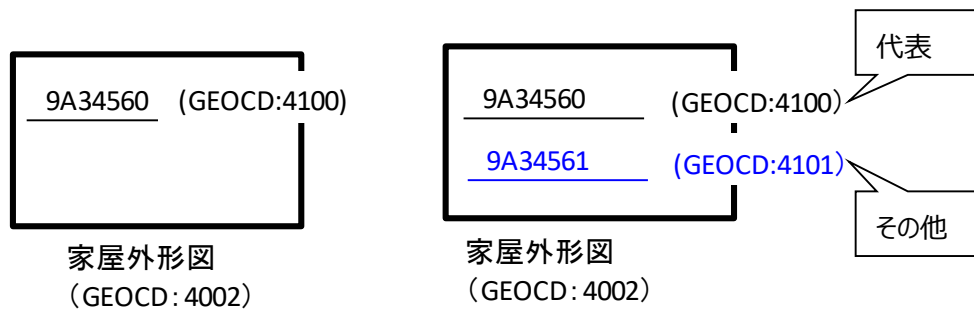 9A34560 (GEOCD:4100)
家屋外形図
（GEOCD：4002）
代表
9A34560 (GEOCD:4100）
9A34561 (GEOCD:4101）
その他
家屋外形図
（GEOCD：4002）